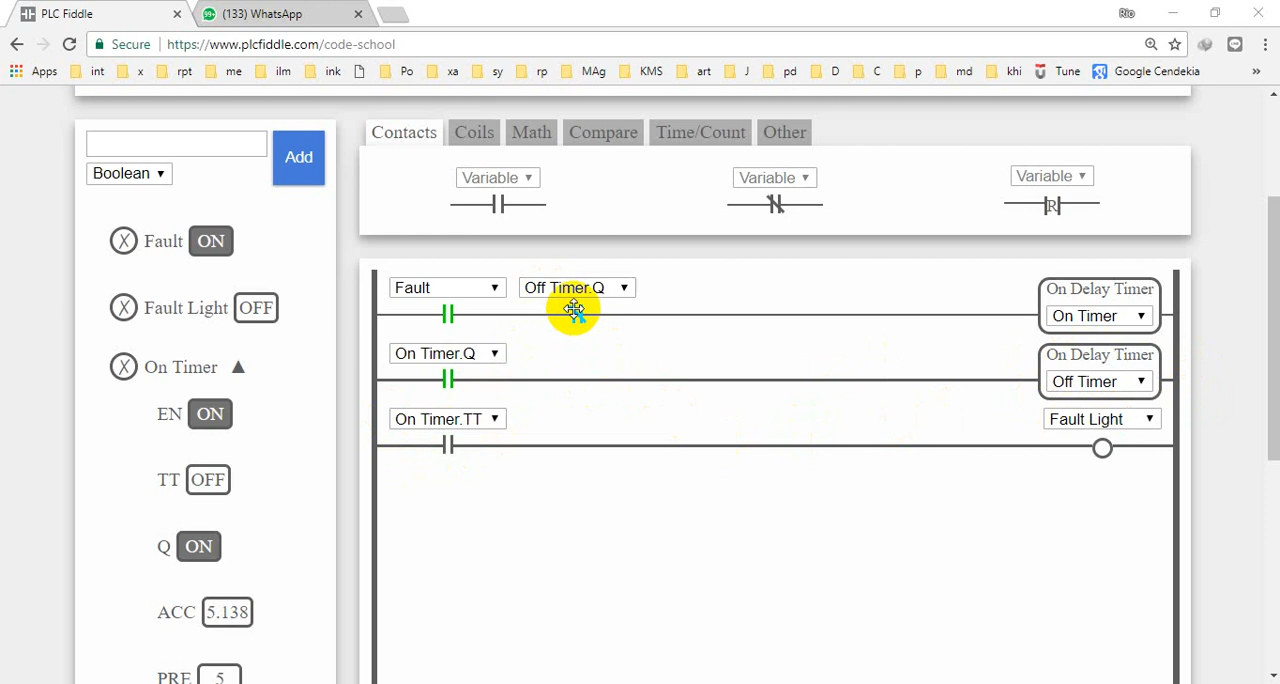 PLC Fiddle
99+
(133) WhatsApp
Rio
Secure
https://www.plcfiddle.com/code-school
Apps int x rpt me ilm ink Po xa sy rp MAg KMS art J pd D C p md khi Tune Google Cendekia »
Boolean
Add
Contacts Coils Math Compare Time/Count Other
Variable Variable Variable
R
X Fault ON
X Fault Light OFF
X On Timer
EN ON
TT OFF
Q ON
ACC 5.138
PRE 5
Fault Off Timer.Q On Delay Timer
On Timer
On Timer.Q On Delay Timer
Off Timer
On Timer.TT Fault Light